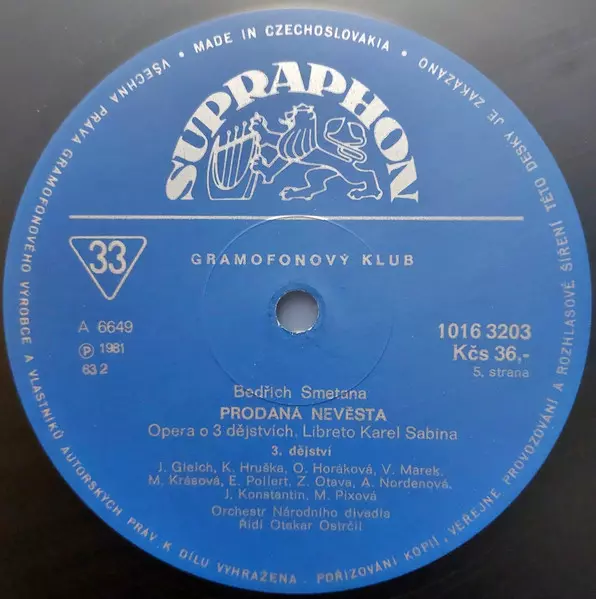 VŠECHNA PRÁVA GRAMOFONOVÉHO VÝROBCE A VLASTNÍKŮ AUTORSKÝCH PRÁV K DÍLU VYHRAŽENA. POŘIZOVÁNÍ KOPIÍ, VEŘEJNÉ PROVOZOVÁNÍ A ROZHLASOVÉ ŠÍŘENÍ TÉTO DESKY JE ZAKÁZÁNO
• MADE IN CZECHOSLOVAKIA •
SUPRAPHON
33
GRAMOFONOVÝ KLUB
A 6649
Ⓟ 1981
83 2
1016 3203
Kčs 36,-
5. strana
Bedřich Smetana
PRODANÁ NEVĚSTA
Opera o 3 dějstvích. Libreto Karel Sabina
3. dějství
J. Gleich, K. Hruška, O. Horáková, V. Marek,
M. Krásová, E. Pollert, Z. Otava, A. Nordenová,
J. Konstantin, M. Pixová
Orchestr Národního divadla
Řídí Otakar Ostrčil